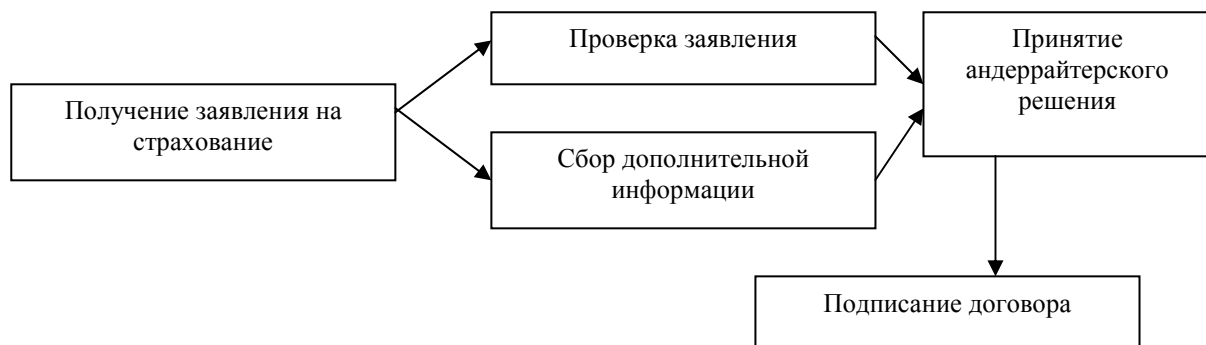 Получение заявления на
страхование
Проверка заявления
Сбор дополнительной
информации
Принятие
андеррайтерского
решения
Подписание договора